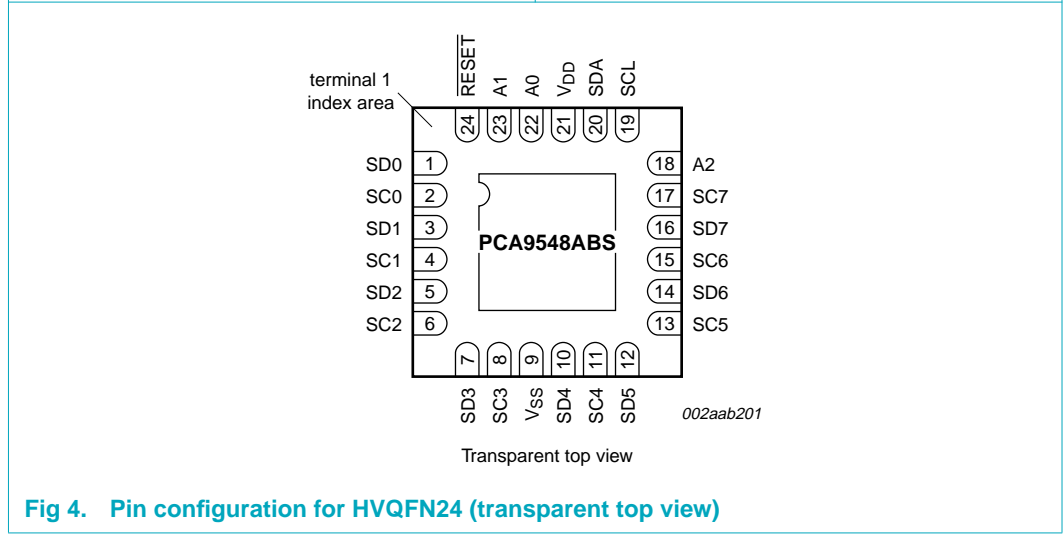 terminal 1
index area
RESET
A1
A0
VDD
SDA
SCL
24
23
22
21
20
19
SD0 1
SC0 2
SD1 3
SC1 4
SD2 5
SC2 6
18 A2
17 SC7
16 SD7
15 SC6
14 SD6
13 SC5
PCA9548ABS
7
8
9
10
11
12
SD3
SC3
VSS
SD4
SC4
SD5
002aab201
Transparent top view
Fig 4. Pin configuration for HVQFN24 (transparent top view)